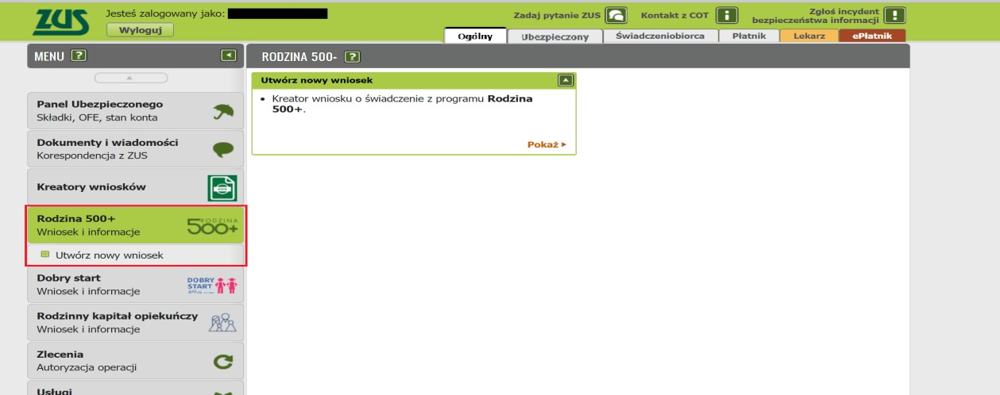 ZUS
Jesteś zalogowany jako:
Wyloguj
Zadaj pytanie ZUS
Kontakt z COT
Zgłoś incydent
bezpieczeństwa informacji
Ogólny
Ubezpieczony
Świadczeniobiorca
Płatnik
Lekarz
ePłatnik
MENU ?
RODZINA 500+ ?
Panel Ubezpieczonego
Składki, OFE, stan konta
Dokumenty i wiadomości
Korespondencja z ZUS
Kreatory wniosków
Rodzina 500+
Wniosek i informacje
RODZINA
500+
Utwórz nowy wniosek
Dobry start
Wniosek i informacje
DOBRY
START
Rodzinny kapitał opiekuńczy
Wniosek i informacje
Zlecenia
Autoryzacja operacji
Usługi
Utwórz nowy wniosek
• Kreator wniosku o świadczenie z programu Rodzina
500+.
Pokaż